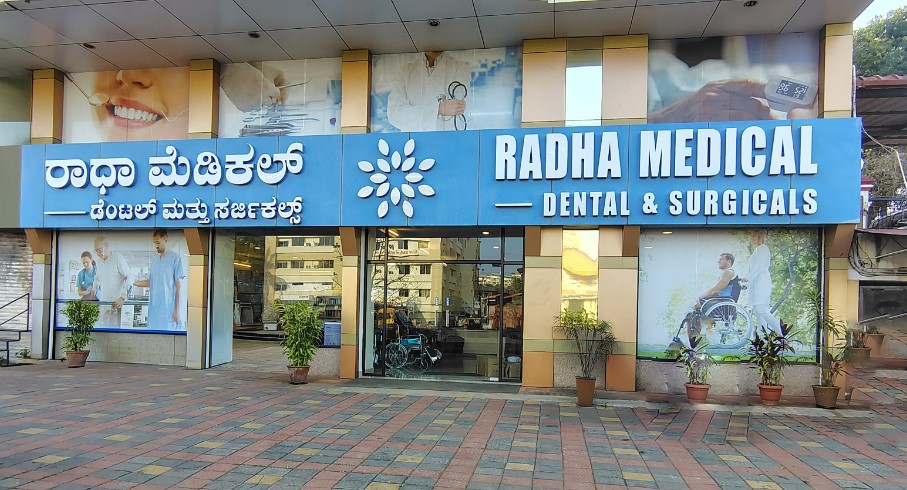 ರಾಧಾ ಮೆಡಿಕಲ್
ಡೆಂಟಲ್ ಮತ್ತು ಸರ್ಜಿಕಲ್ಸ್
RADHA MEDICAL
DENTAL & SURGICALS